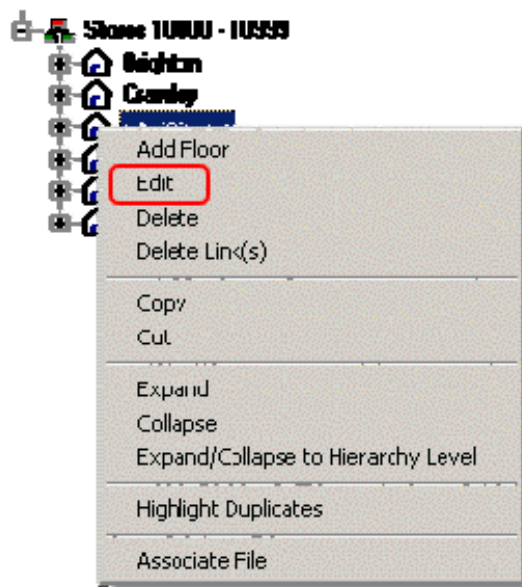 Stores 10000 - 10999
Brighton
Crawley
Add Floor
Edit
Delete
Delete Link(s)
Copy
Cut
Expand
Collapse
Expand/Collapse to Hierarchy Level
Highlight Duplicates
Associate File